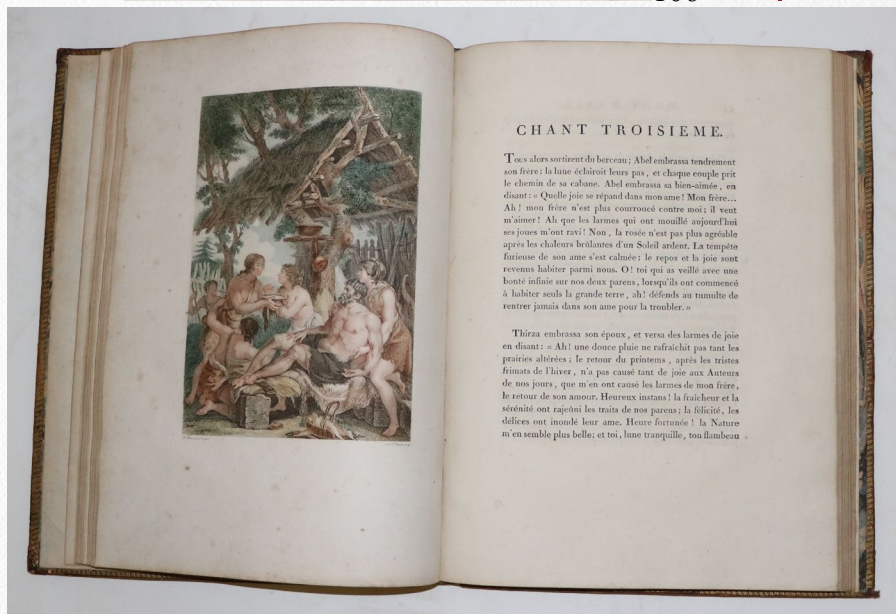 CHANT TROISIEME.
Tous alors sortirent du berceau ; Abel embrassa tendrement
son frère : la lune éclairoit leurs pas, et chaque couple prit
le chemin de sa cabane. Abel embrassa sa bien-aimée, en
disant : « Quelle joie se répand dans mon ame ! Mon frère...
Ah ! mon frère n'est plus courroucé contre moi ; il veut
m'aimer ! Ah que les larmes qui ont mouillé aujourd'hui
ses joues m'ont ravi ! Non, la rosée n'est pas plus agréable
après les chaleurs brûlantes d'un Soleil ardent. La tempête
furieuse de son ame s'est calmée ; le repos et la joie sont
revenus habiter parmi nous. O ! toi qui as veillé avec une
bonté infinie sur nos deux parens, lorsqu'ils ont commencé
à habiter seuls la grande terre, ah ! défends au tumulte de
rentrer jamais dans son ame pour la troubler. »
Thirza embrassa son époux, et versa des larmes de joie
en disant : « Ah ! une douce pluie ne rafraîchit pas tant les
prairies altérées ; le retour du printems, après les tristes
frimats de l'hiver, n'a pas causé tant de joie aux Auteurs
de nos jours, que m'en ont causé les larmes de mon frère,
le retour de son amour. Heureux instans ! la fraîcheur et la
sérénité ont rajeûni les traits de nos parens ; la félicité, les
délices ont inondé leur ame. Heure fortunée ! la Nature
m'en semble plus belle ; et toi, lune tranquille, ton flambeau